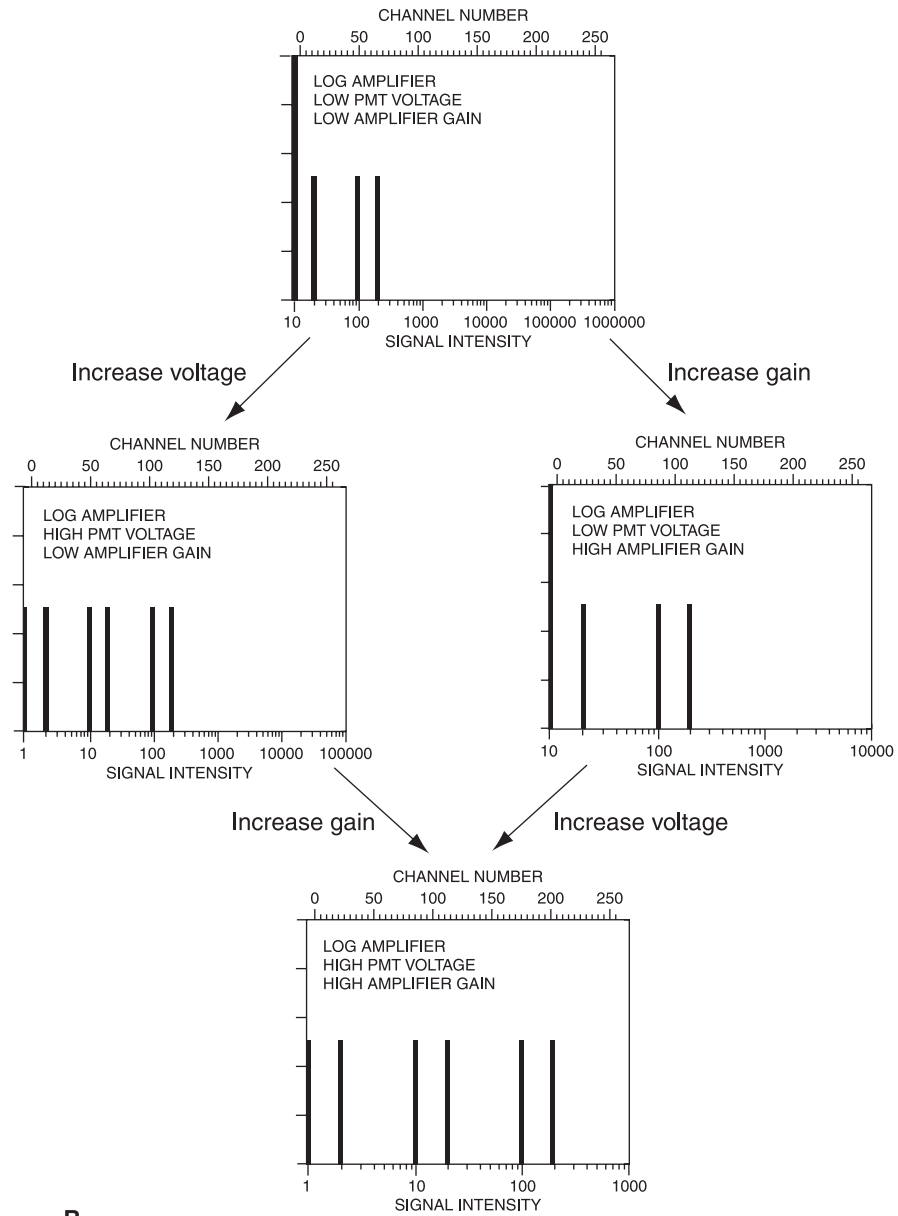 CHANNEL NUMBER
0 50 100 150 200 250
LOG AMPLIFIER
LOW PMT VOLTAGE
LOW AMPLIFIER GAIN
10 100 1000 10000 100000 1000000
SIGNAL INTENSITY
Increase voltage
Increase gain
CHANNEL NUMBER
0 50 100 150 200 250
LOG AMPLIFIER
HIGH PMT VOLTAGE
LOW AMPLIFIER GAIN
1 10 100 1000 10000 100000
SIGNAL INTENSITY
CHANNEL NUMBER
0 50 100 150 200 250
LOG AMPLIFIER
LOW PMT VOLTAGE
HIGH AMPLIFIER GAIN
10 100 1000 10000
SIGNAL INTENSITY
Increase gain
Increase voltage
CHANNEL NUMBER
0 50 100 150 200 250
LOG AMPLIFIER
HIGH PMT VOLTAGE
HIGH AMPLIFIER GAIN
1 10 100 1000
SIGNAL INTENSITY